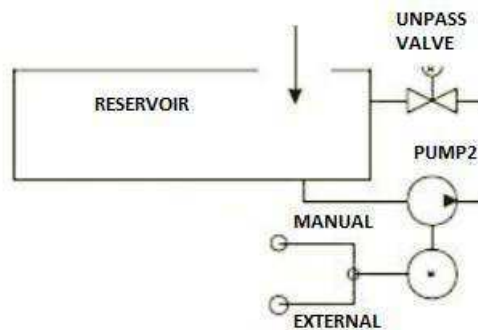 UNPASS
VALVE
RESERVOIR
PUMP2
MANUAL
EXTERNAL